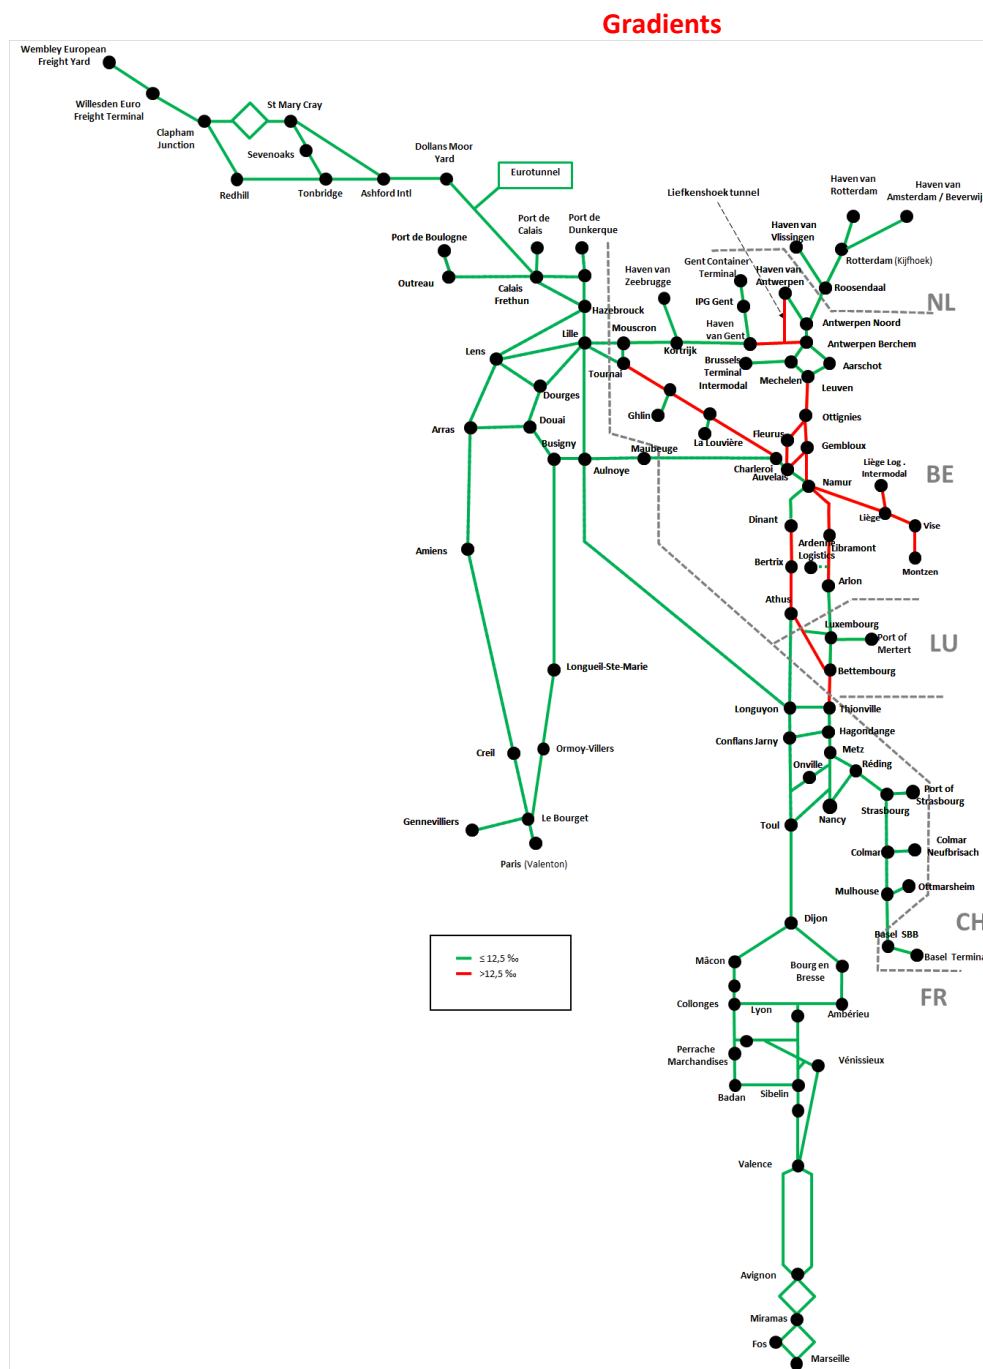 Gradients
Wembley European
Freight Yard
Willesden Euro
Freight Terminal
Clapham
Junction
St Mary Cray
Sevenoaks
Redhill
Tonbridge
Ashford Intl
Dollans Moor
Yard
Eurotunnel
Liefkenshoek tunnel
Haven van
Rotterdam
Haven van
Amsterdam / Beverwij
Port de Boulogne
Outreau
Port de
Calais
Port de
Dunkerque
Calais
Frethun
Haven van
Zeebrugge
Gent Container
Terminal
IPG Gent
Haven van
Vlissingen
Haven van
Antwerpen
Rotterdam (Kijfhoek)
Roosendaal
NL
Hazebrouck
Mouscron
Lille
Kortrijk
Haven
van Gent
Antwerpen Noord
Antwerpen Berchem
Lens
Tournai
Brussels
Terminal
Intermodal
Mechelen
Aarschot
Leuven
Dourges
Douai
Arras
Ghlin
La Louvière
Fleurus
Ottignies
Gembloux
Busigny
Aulnoye
Maubeuge
Charleroi
Auvelais
Namur
Liège Log .
Intermodal
BE
Liège
Vise
Montzen
Dinant
Ardenne
Logistics
Libramont
Bertrix
Arlon
Amiens
Athus
Luxembourg
Port of
Mertert
LU
Bettembourg
Longueil-Ste-Marie
Longuyon
Thionville
Conflans Jarny
Hagondange
Metz
Creil
Ormoy-Villers
Onville
Réding
Port of
Strasbourg
Strasbourg
Gennevilliers
Le Bourget
Paris (Valenton)
Toul
Nancy
Colmar
Colmar
Neufbrisach
Mulhouse
Ottmarsheim
Dijon
CH
Basel SBB
Basel Termina
≤ 12,5 ‰
>12,5 ‰
Mâcon
Bourg en
Bresse
FR
Collonges
Lyon
Ambérieu
Perrache
Marchandises
Vénissieux
Badan
Sibelin
Valence
Avignon
Miramas
Fos
Marseille